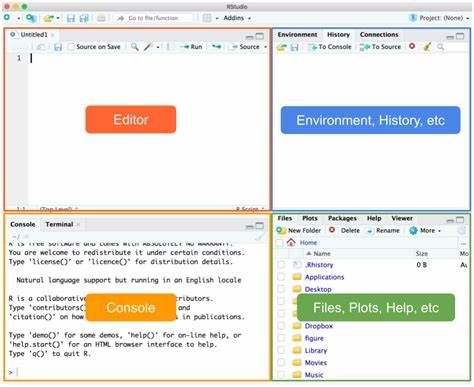 RStudio
Go to file/function
Addins
Project: (None)
Untitled1
Source on Save
Run
Source
1
Editor
(Top Level)
R Script
Environment History Connections
To Console To Source
Environment, History, etc
Console Terminal
~/
R is free software and comes with ABSOLUTELY NO WARRANTY.
You are welcome to redistribute it under certain conditions.
Type 'license()' or 'licence()' for distribution details.
Natural language support but running in an English locale
R is a collaborative
tributors.
Type 'contributors()
and
'citation()' on how
s in publications.
Console
Type 'demo()' for some demos, 'help()' for on-line help, or
'help.start()' for an HTML browser interface to help.
Type 'q()' to quit R.
>
Files Plots Packages Help Viewer
New Folder Delete Rename More
Home
Name Size M
.Rhistory 0 B Au
Applications
Desktop
Files, Plots, Help, etc
Dropbox
figure
Library
Movies
Music